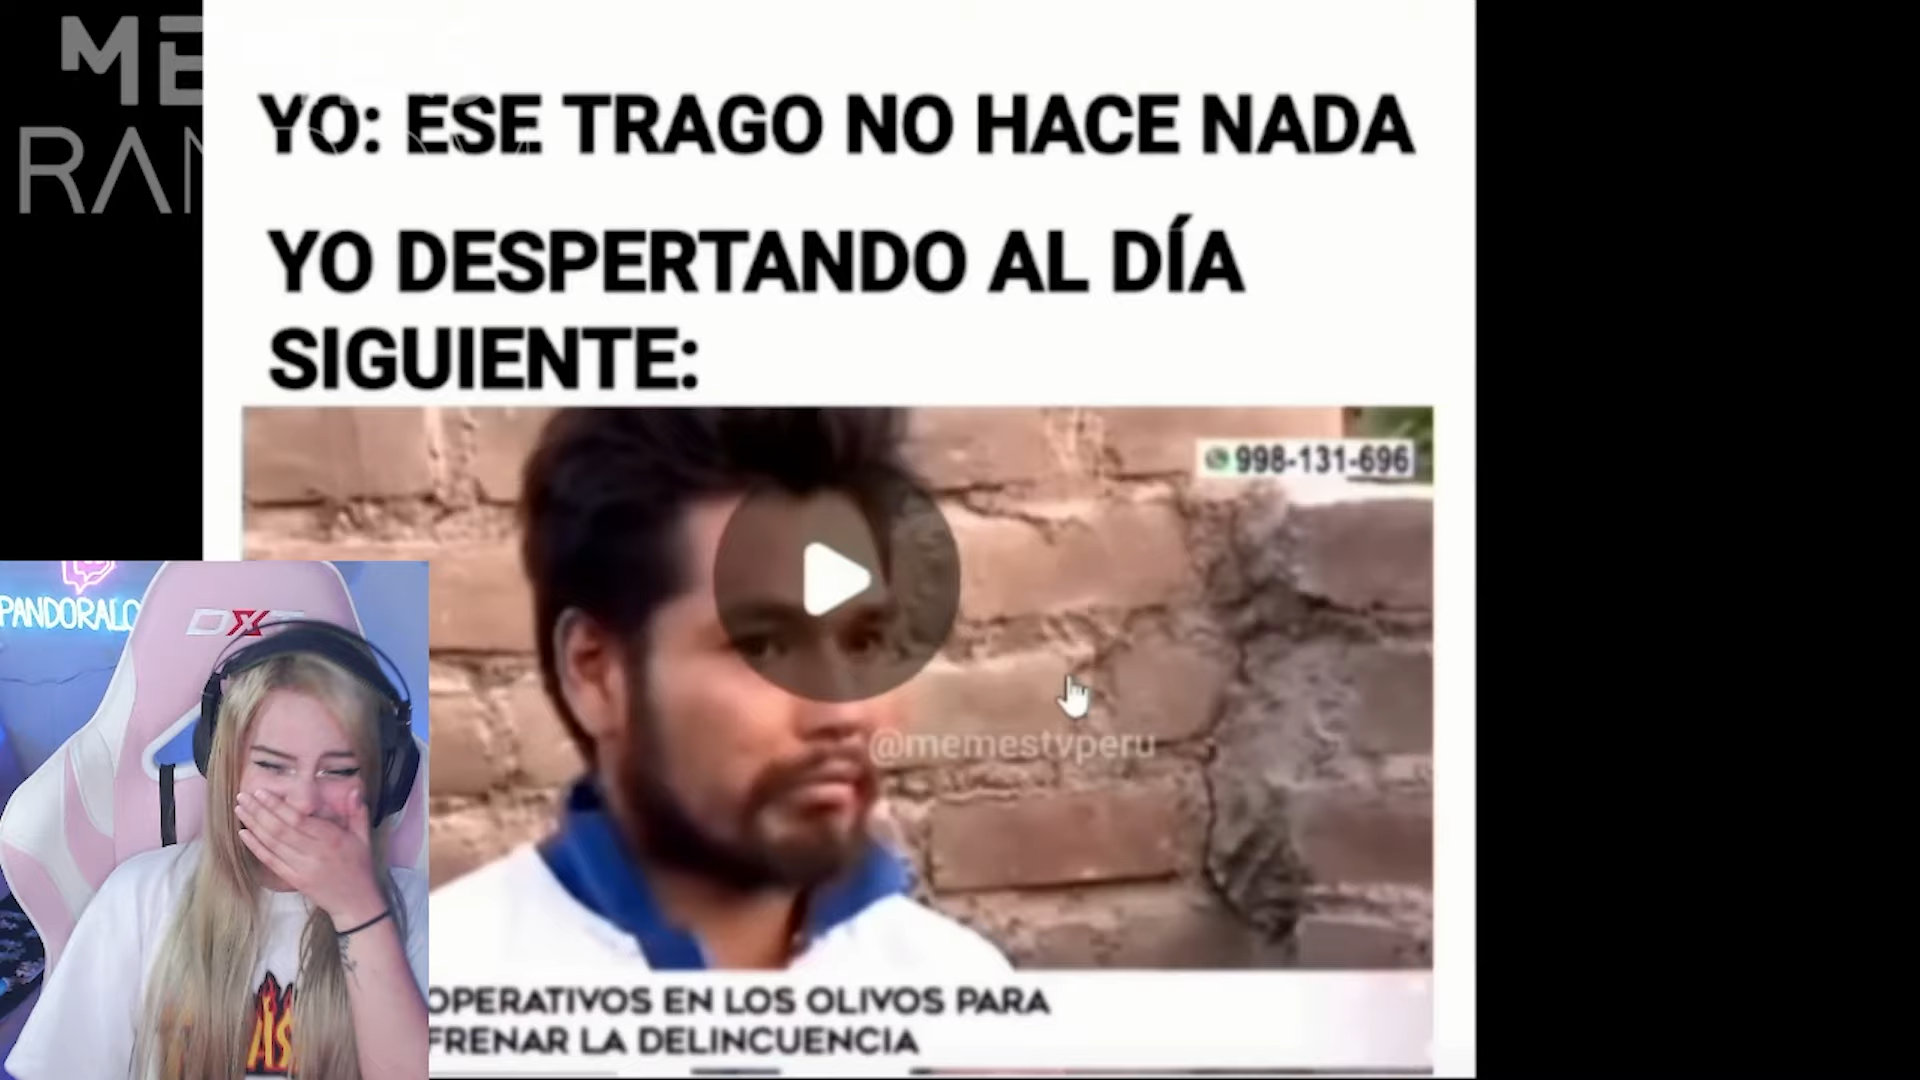 YO: ESE TRAGO NO HACE NADA
YO DESPERTANDO AL DÍA
SIGUIENTE:
998-131-696
@memestvperu
OPERATIVOS EN LOS OLIVOS PARA
FRENAR LA DELINCUENCIA
PANDORALO
DX